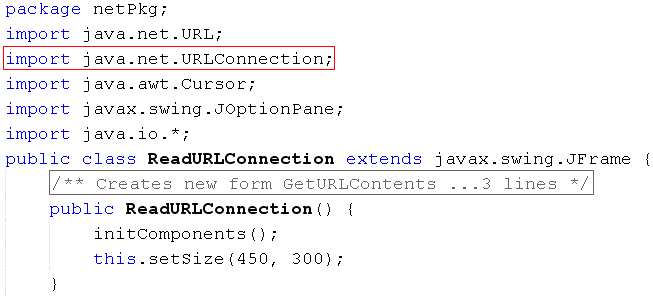 package netPkg;
import java.net.URL;
import java.net.URLConnection;
import java.awt.Cursor;
import javax.swing.JOptionPane;
import java.io.*;
public class ReadURLConnection extends javax.swing.JFrame {
/** Creates new form GetURLContents ...3 lines */
public ReadURLConnection() {
initComponents();
this.setSize(450, 300);
}